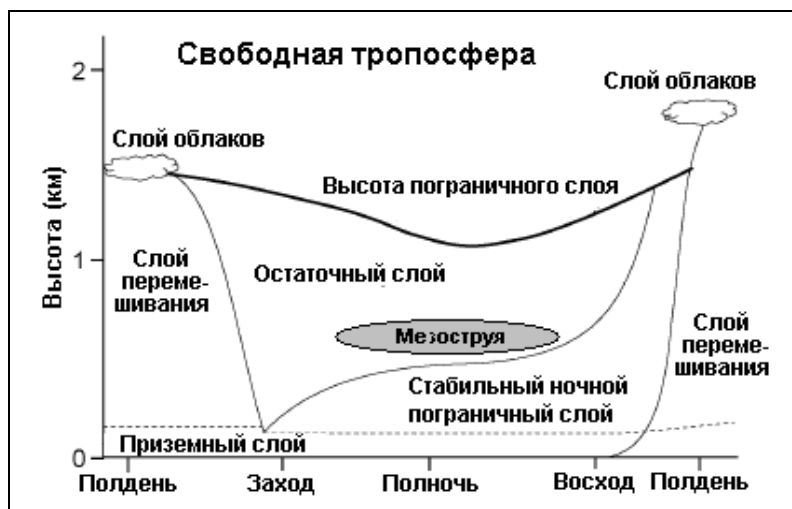 Свободная тропосфера
2
Слой облаков
Слой облаков
Высота пограничного слоя
Высота (км)
1
Слой
переме-
шивания
Остаточный слой
Мезоструя
Слой
переме-
шивания
Стабильный ночной
пограничный слой
Приземный слой
0
Полдень
Заход
Полночь
Восход
Полдень